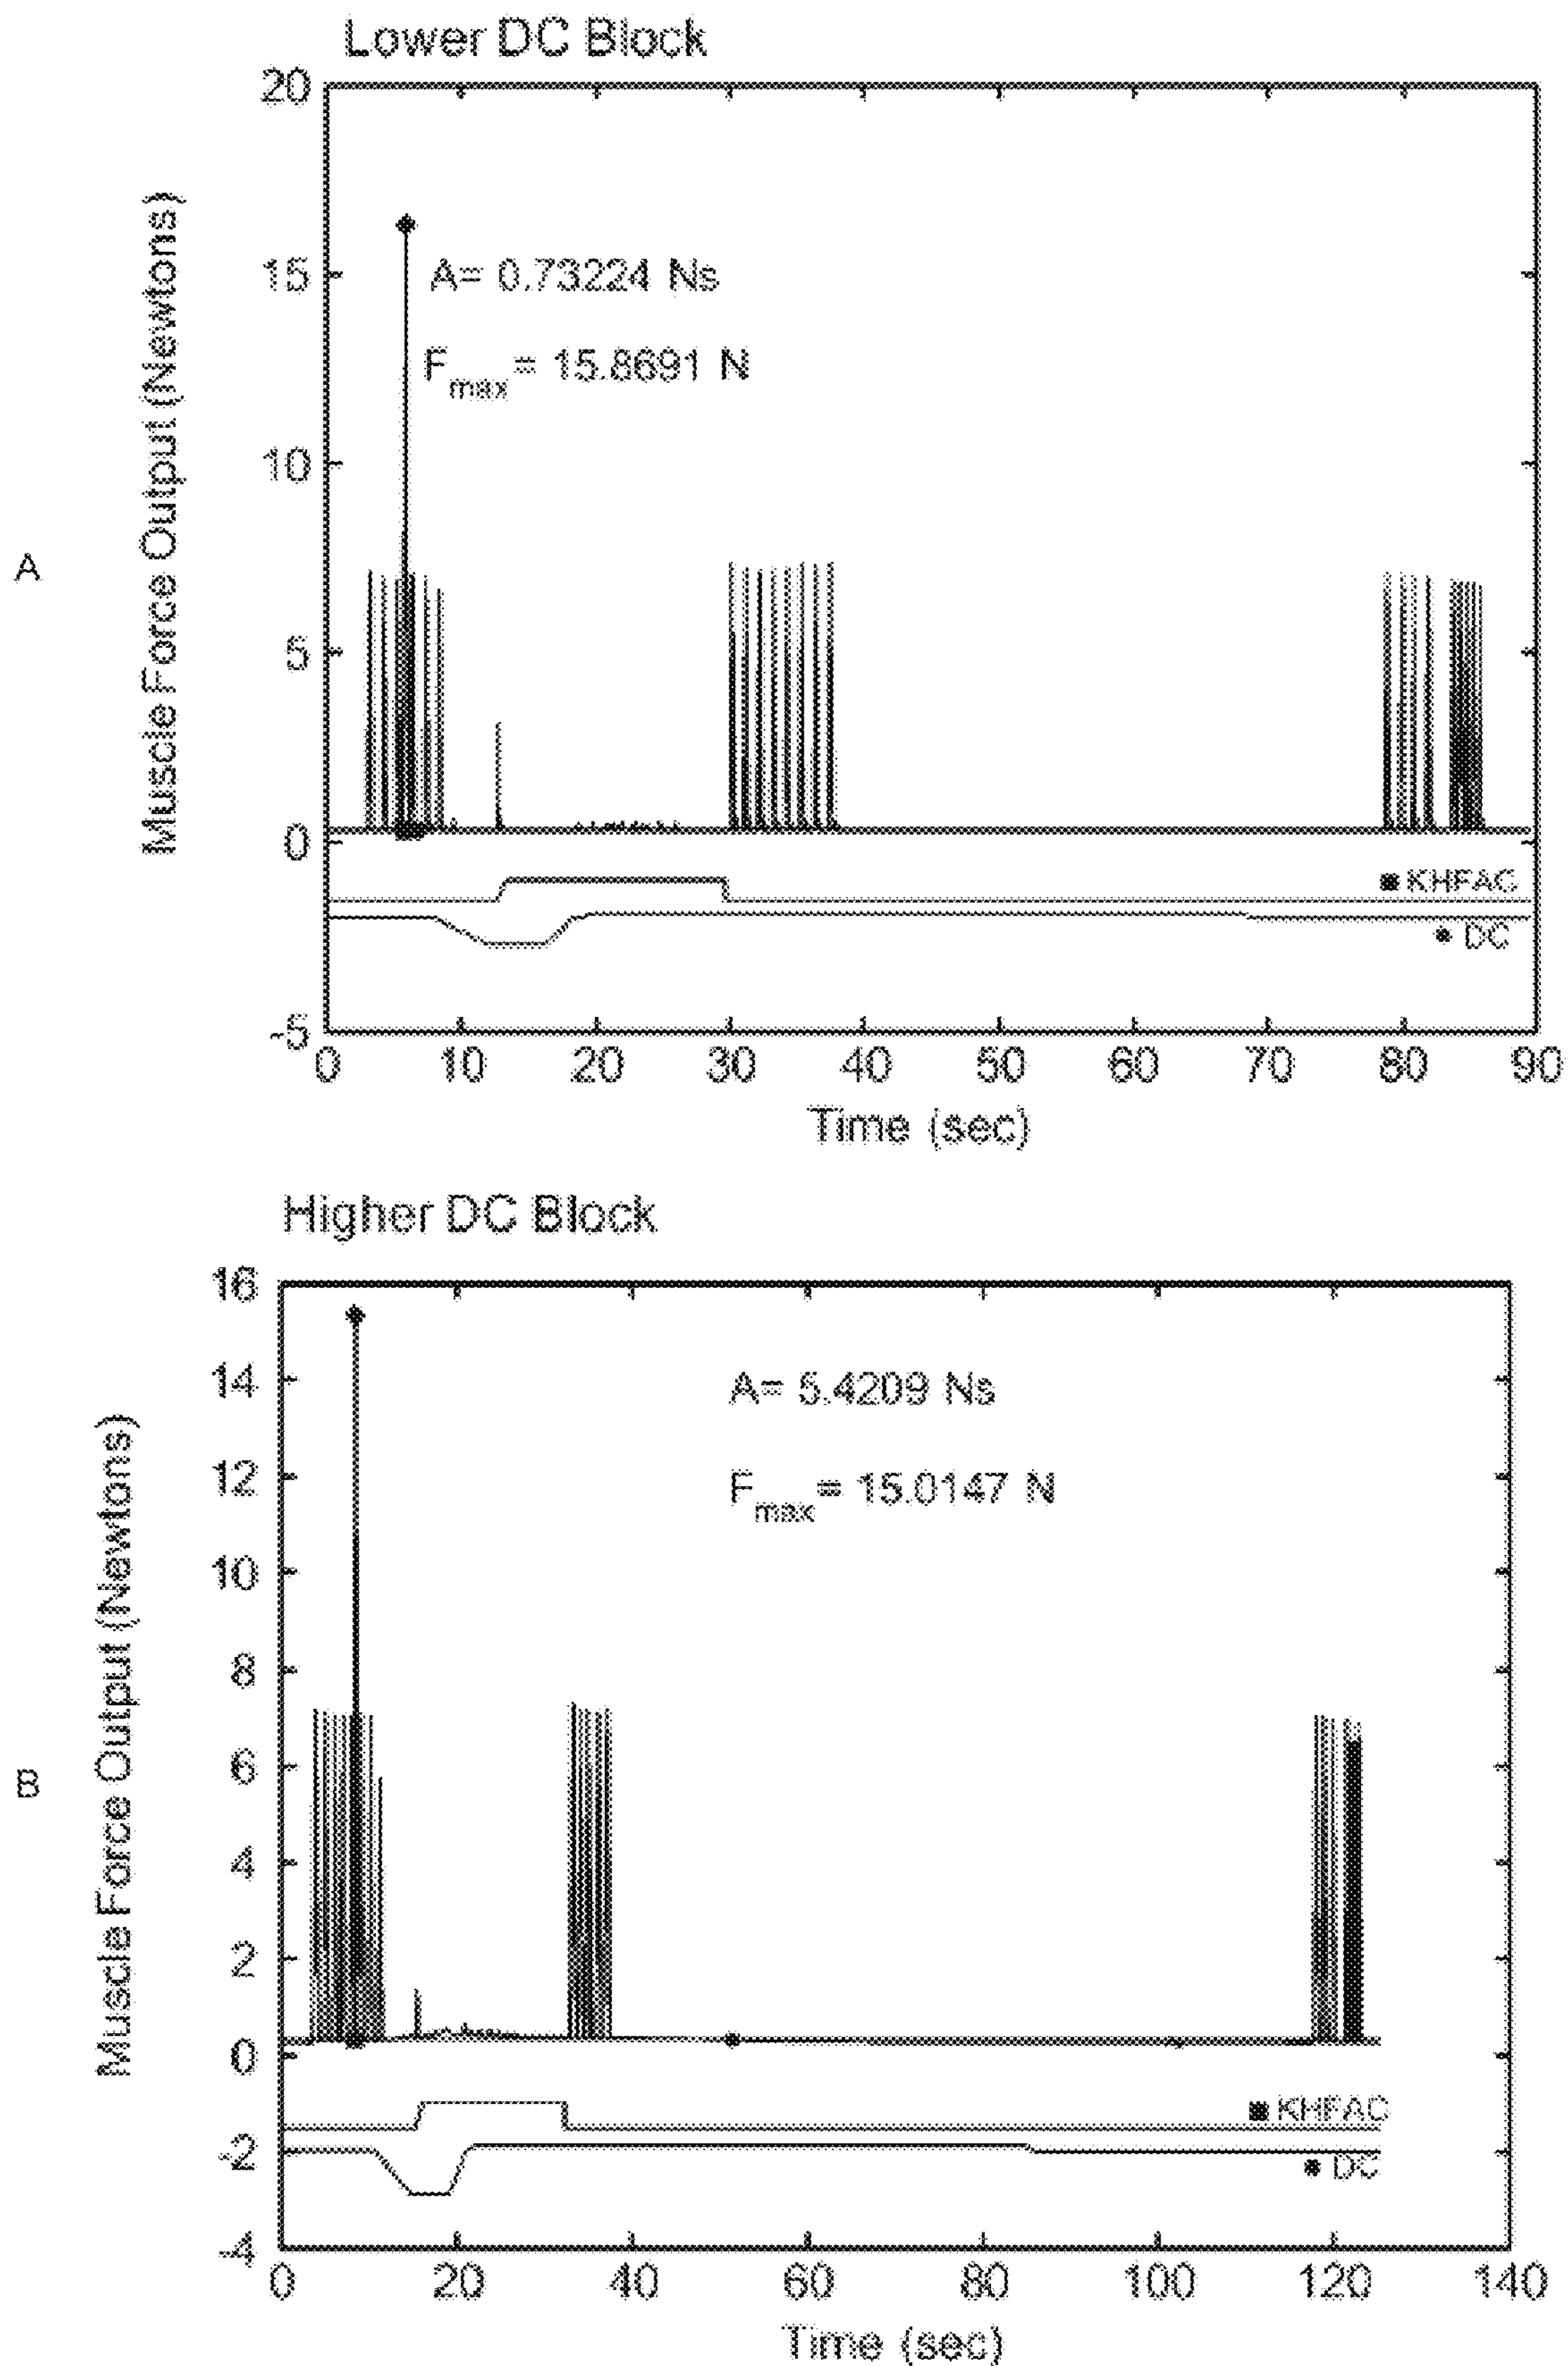 Lower DC Block
20
15
10
5
0
-5
Muscle Force Output (Newtons)
A= 0.73224 Ns
Fmax= 15.8691 N
A
■ KHFAC
● DC
0 10 20 30 40 50 60 70 80 90
Time (sec)
Higher DC Block
16
14
12
10
8
6
4
2
0
-2
-4
Muscle Force Output (Newtons)
A= 5.4209 Ns
Fmax= 15.0147 N
B
■ KHFAC
● DC
0 20 40 60 80 100 120 140
Time (sec)